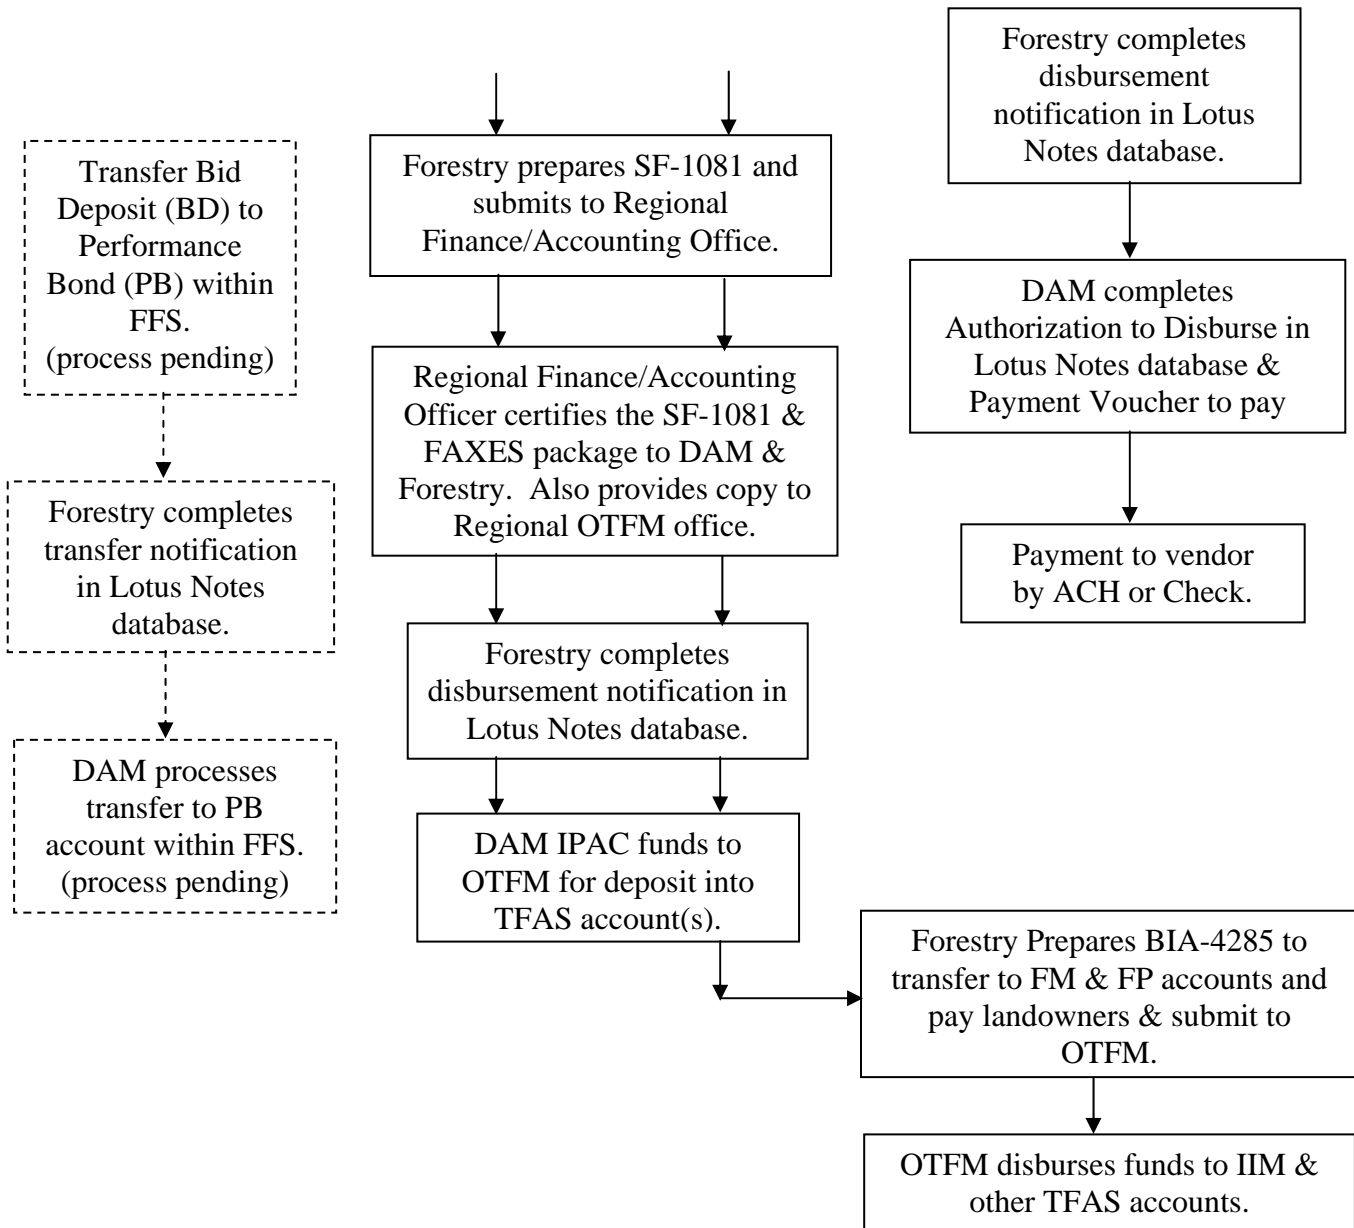 Transfer Bid
Deposit (BD) to
Performance
Bond (PB) within
FFS.
(process pending)
Forestry completes
transfer notification
in Lotus Notes
database.
DAM processes
transfer to PB
account within FFS.
(process pending)
Forestry prepares SF-1081 and
submits to Regional
Finance/Accounting Office.
Regional Finance/Accounting
Officer certifies the SF-1081 &
FAXES package to DAM &
Forestry.  Also provides copy to
Regional OTFM office.
Forestry completes
disbursement notification in
Lotus Notes database.
DAM IPAC funds to
OTFM for deposit into
TFAS account(s).
Forestry completes
disbursement
notification in Lotus
Notes database.
DAM completes
Authorization to Disburse in
Lotus Notes database &
Payment Voucher to pay
Payment to vendor
by ACH or Check.
Forestry Prepares BIA-4285 to
transfer to FM & FP accounts and
pay landowners & submit to
OTFM.
OTFM disburses funds to IIM &
other TFAS accounts.